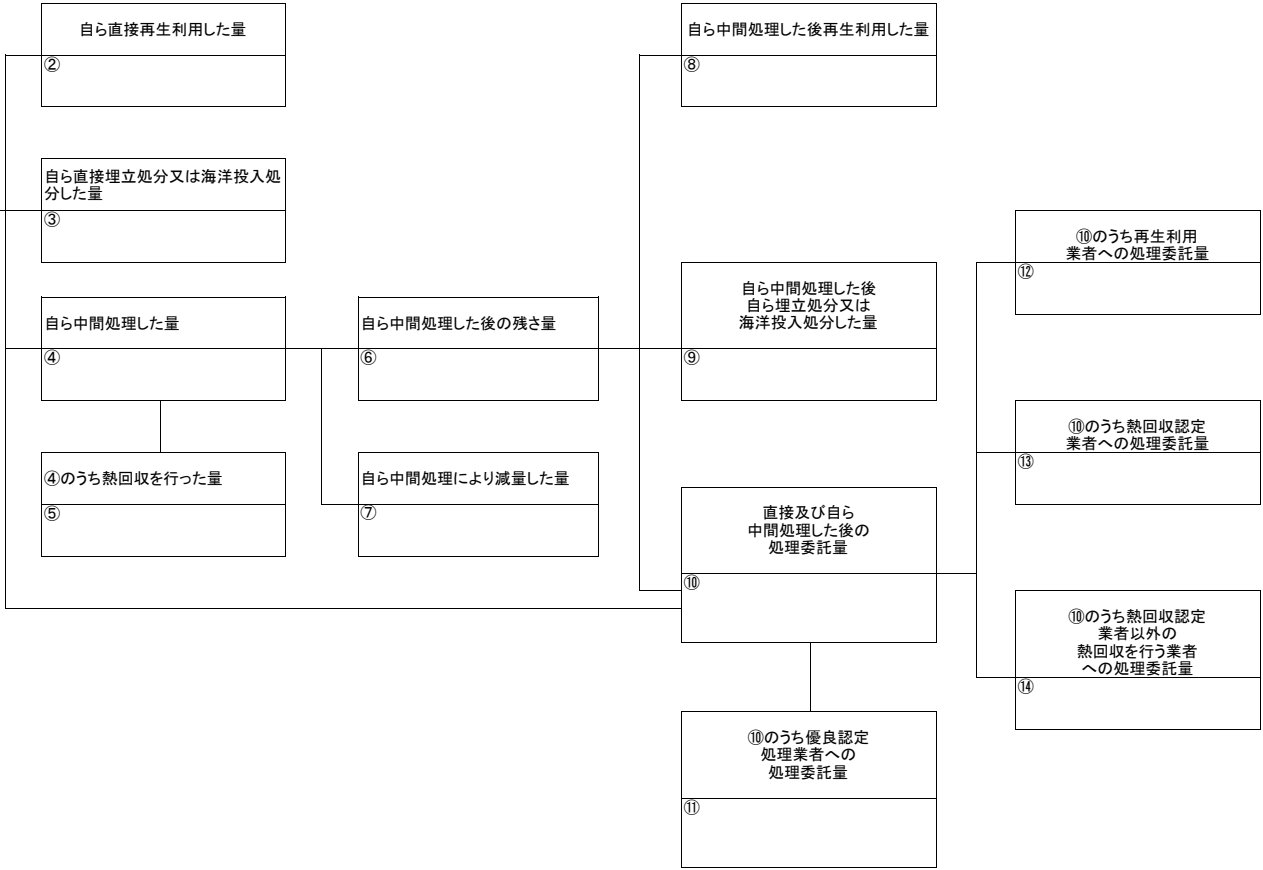 自ら直接再生利用した量
②
自ら直接埋立処分又は海洋投入処
分した量
③
自ら中間処理した量
④
④のうち熱回収を行った量
⑤
自ら中間処理した後の残さ量
⑥
自ら中間処理により減量した量
⑦
自ら中間処理した後再生利用した量
⑧
自ら中間処理した後
自ら埋立処分又は
海洋投入処分した量
⑨
直接及び自ら
中間処理した後の
処理委託量
⑩
⑩のうち優良認定
処理業者への
処理委託量
⑪
⑩のうち再生利用
業者への処理委託量
⑫
⑩のうち熱回収認定
業者への処理委託量
⑬
⑩のうち熱回収認定
業者以外の
熱回収を行う業者
への処理委託量
⑭